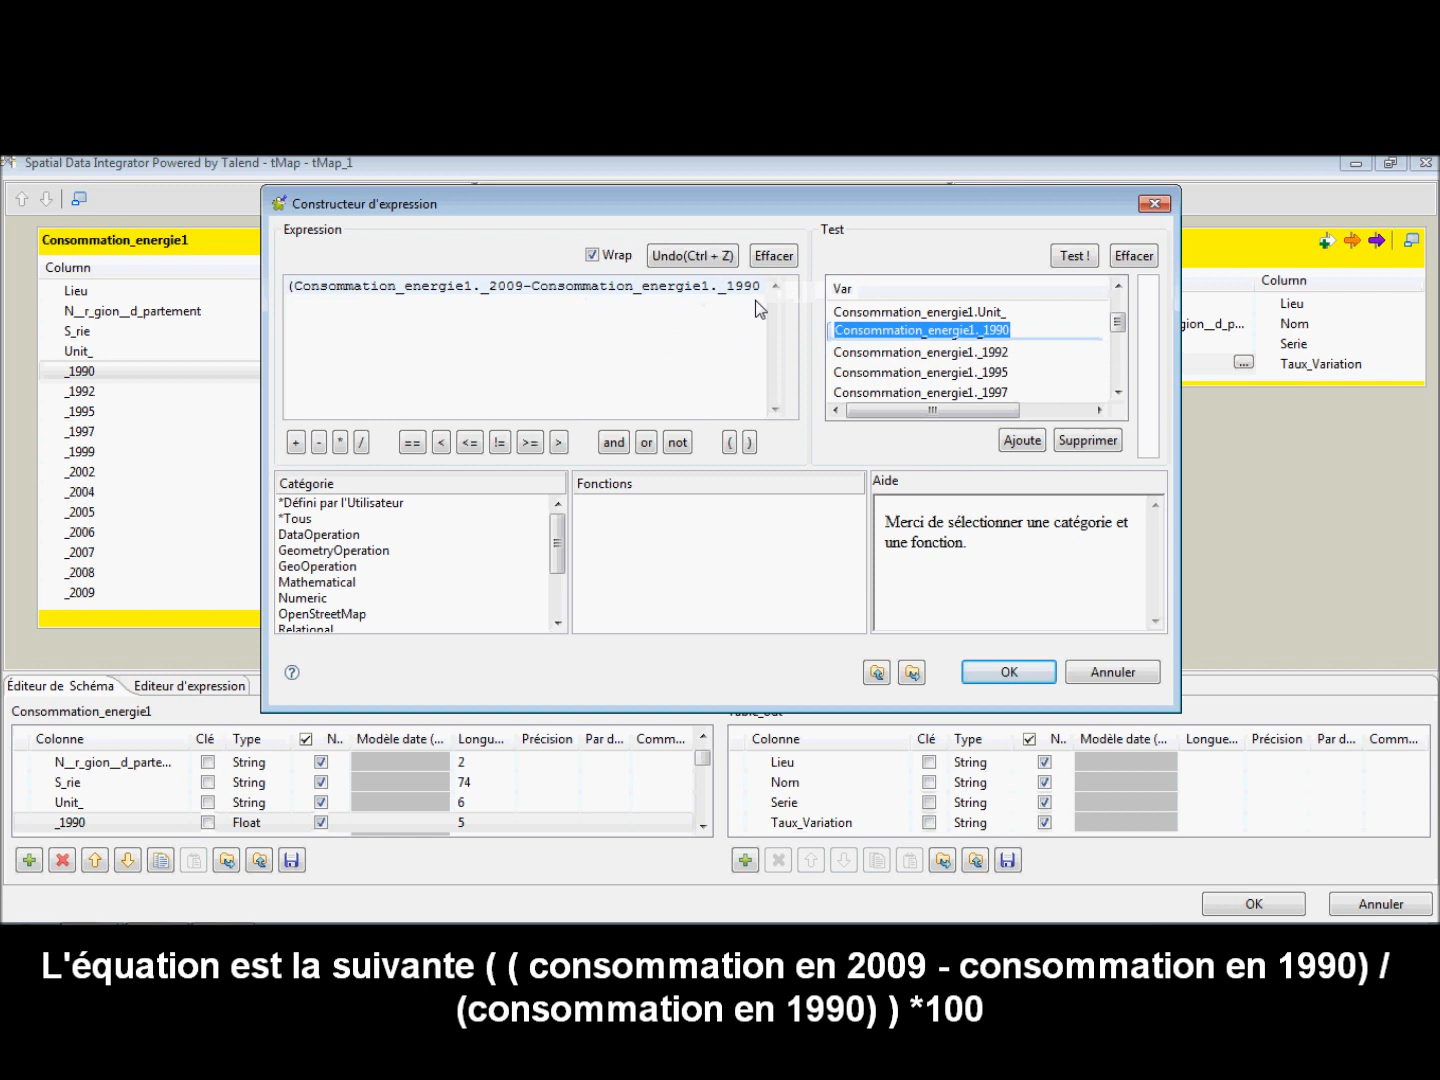 Spatial Data Integrator Powered by Talend - tMap - tMap_1
Constructeur d'expression
Expression
Wrap
Undo(Ctrl + Z)
Effacer
(Consommation_energie1._2009-Consommation_energie1._1990
+ - * / == < <= != >= > and or not ( )
Test
Test !
Effacer
Var
Consommation_energie1.Unit_
Consommation_energie1._1990
Consommation_energie1._1992
Consommation_energie1._1995
Consommation_energie1._1997
Ajoute
Supprimer
Catégorie
*Défini par l'Utilisateur
*Tous
DataOperation
GeometryOperation
GeoOperation
Mathematical
Numeric
OpenStreetMap
Relational
Fonctions
Aide
Merci de sélectionner une catégorie et
une fonction.
OK
Annuler
Consommation_energie1
Column
Lieu
N__r_gion__d_partement
S_rie
Unit_
_1990
_1992
_1995
_1997
_1999
_2002
_2004
_2005
_2006
_2007
_2008
_2009
Column
Lieu
gion__d_p... Nom
Serie
... Taux_Variation
Éditeur de Schéma
Editeur d'expression
Consommation_energie1
Colonne Clé Type N.. Modèle date (... Longu... Précision Par d... Comm...
N__r_gion__d_parte... String 2
S_rie String 74
Unit_ String 6
_1990 Float 5
Colonne Clé Type N.. Modèle date (... Longue... Précision Par d... Comm...
Lieu String
Nom String
Serie String
Taux_Variation String
OK
Annuler
L'équation est la suivante ( ( consommation en 2009 - consommation en 1990) /
(consommation en 1990) ) *100